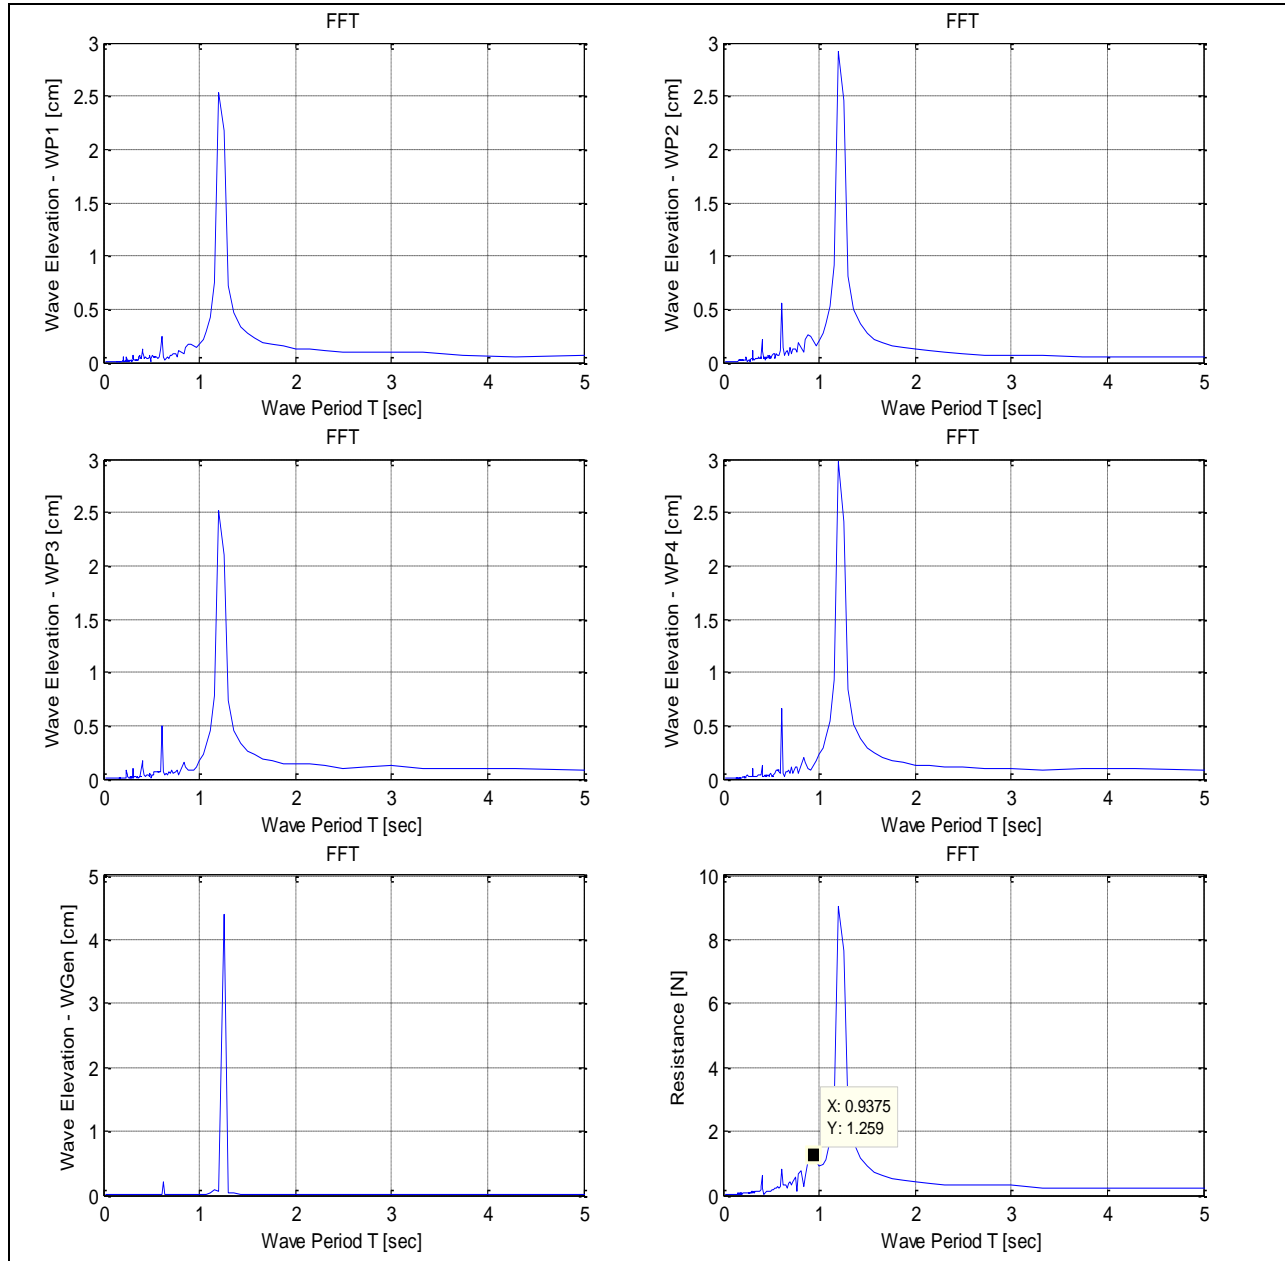 FFT
Wave Elevation - WP1 [cm]
3
2.5
2
1.5
1
0.5
0
0 1 2 3 4 5
Wave Period T [sec]
FFT
Wave Elevation - WP2 [cm]
3
2.5
2
1.5
1
0.5
0
0 1 2 3 4 5
Wave Period T [sec]
FFT
Wave Elevation - WP3 [cm]
3
2.5
2
1.5
1
0.5
0
0 1 2 3 4 5
Wave Period T [sec]
FFT
Wave Elevation - WP4 [cm]
3
2.5
2
1.5
1
0.5
0
0 1 2 3 4 5
Wave Period T [sec]
FFT
Wave Elevation - WGen [cm]
5
4
3
2
1
0
0 1 2 3 4 5
Wave Period T [sec]
FFT
Resistance [N]
10
8
6
4
2
0
X: 0.9375
Y: 1.259
0 1 2 3 4 5
Wave Period T [sec]